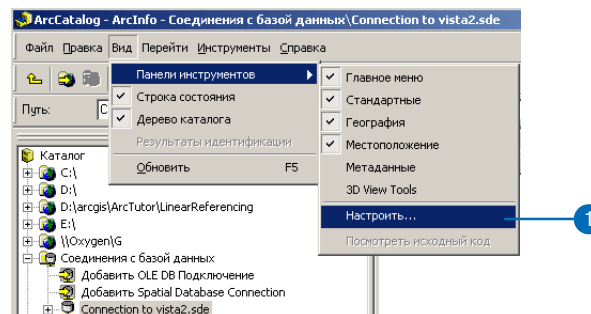 ArcCatalog - ArcInfo - Соединения с базой данных\Connection to vista2.sde
Файл Правка Вид Перейти Инструменты Справка
Панели инструментов
Строка состояния
Дерево каталога
Результаты идентификации
Обновить F5
Главное меню
Стандартные
География
Местоположение
Метаданные
3D View Tools
Настроить...
Посмотреть исходный код
1
Путь: C
Каталог
C:\
D:\
D:\arcgis\ArcTutor\LinearReferencing
E:\
\\Oxygen\G
Соединения с базой данных
Добавить OLE DB Подключение
Добавить Spatial Database Connection
Connection to vista2.sde